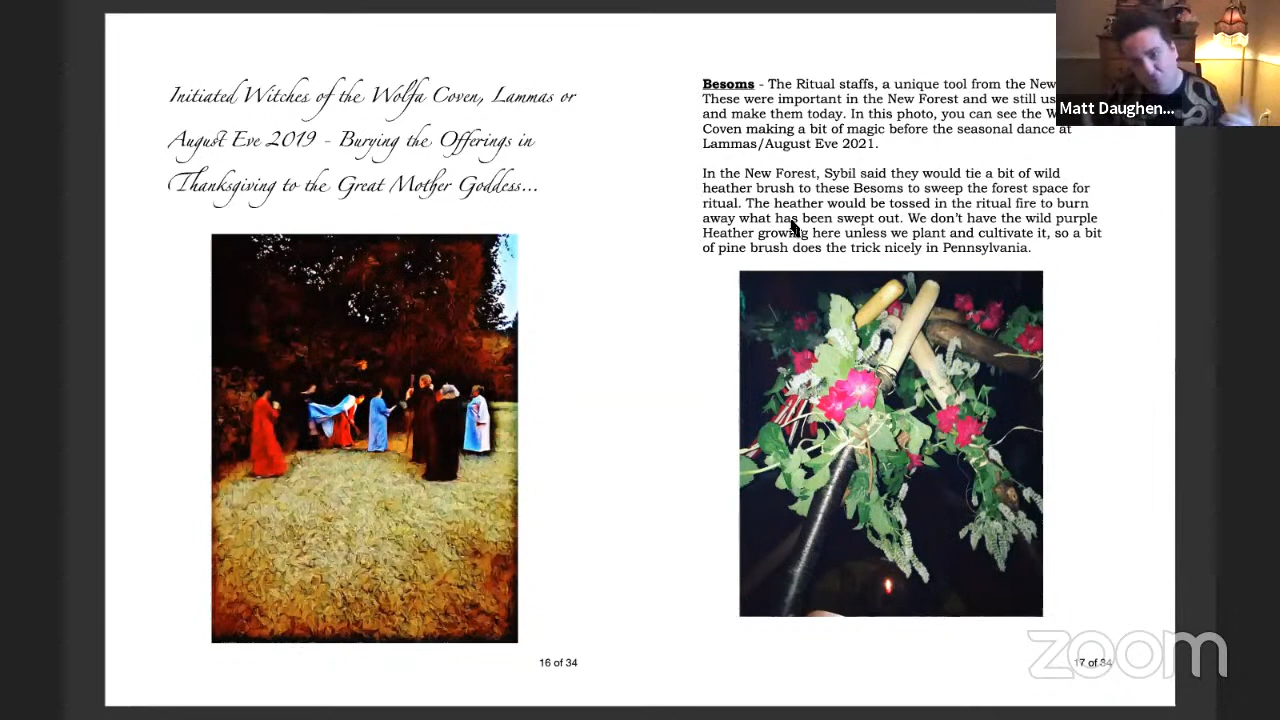 Initiated Witches of the Wolfa Coven, Lammas or
August Eve 2019 - Burying the Offerings in
Thanksgiving to the Great Mother Goddess...
16 of 34
Besoms - The Ritual staffs, a unique tool from the New
These were important in the New Forest and we still us
and make them today. In this photo, you can see the W
Coven making a bit of magic before the seasonal dance at
Lammas/August Eve 2021.
In the New Forest, Sybil said they would tie a bit of wild
heather brush to these Besoms to sweep the forest space for
ritual. The heather would be tossed in the ritual fire to burn
away what has been swept out. We don't have the wild purple
Heather growing here unless we plant and cultivate it, so a bit
of pine brush does the trick nicely in Pennsylvania.
17 of 34
Matt Daughen...
zoom